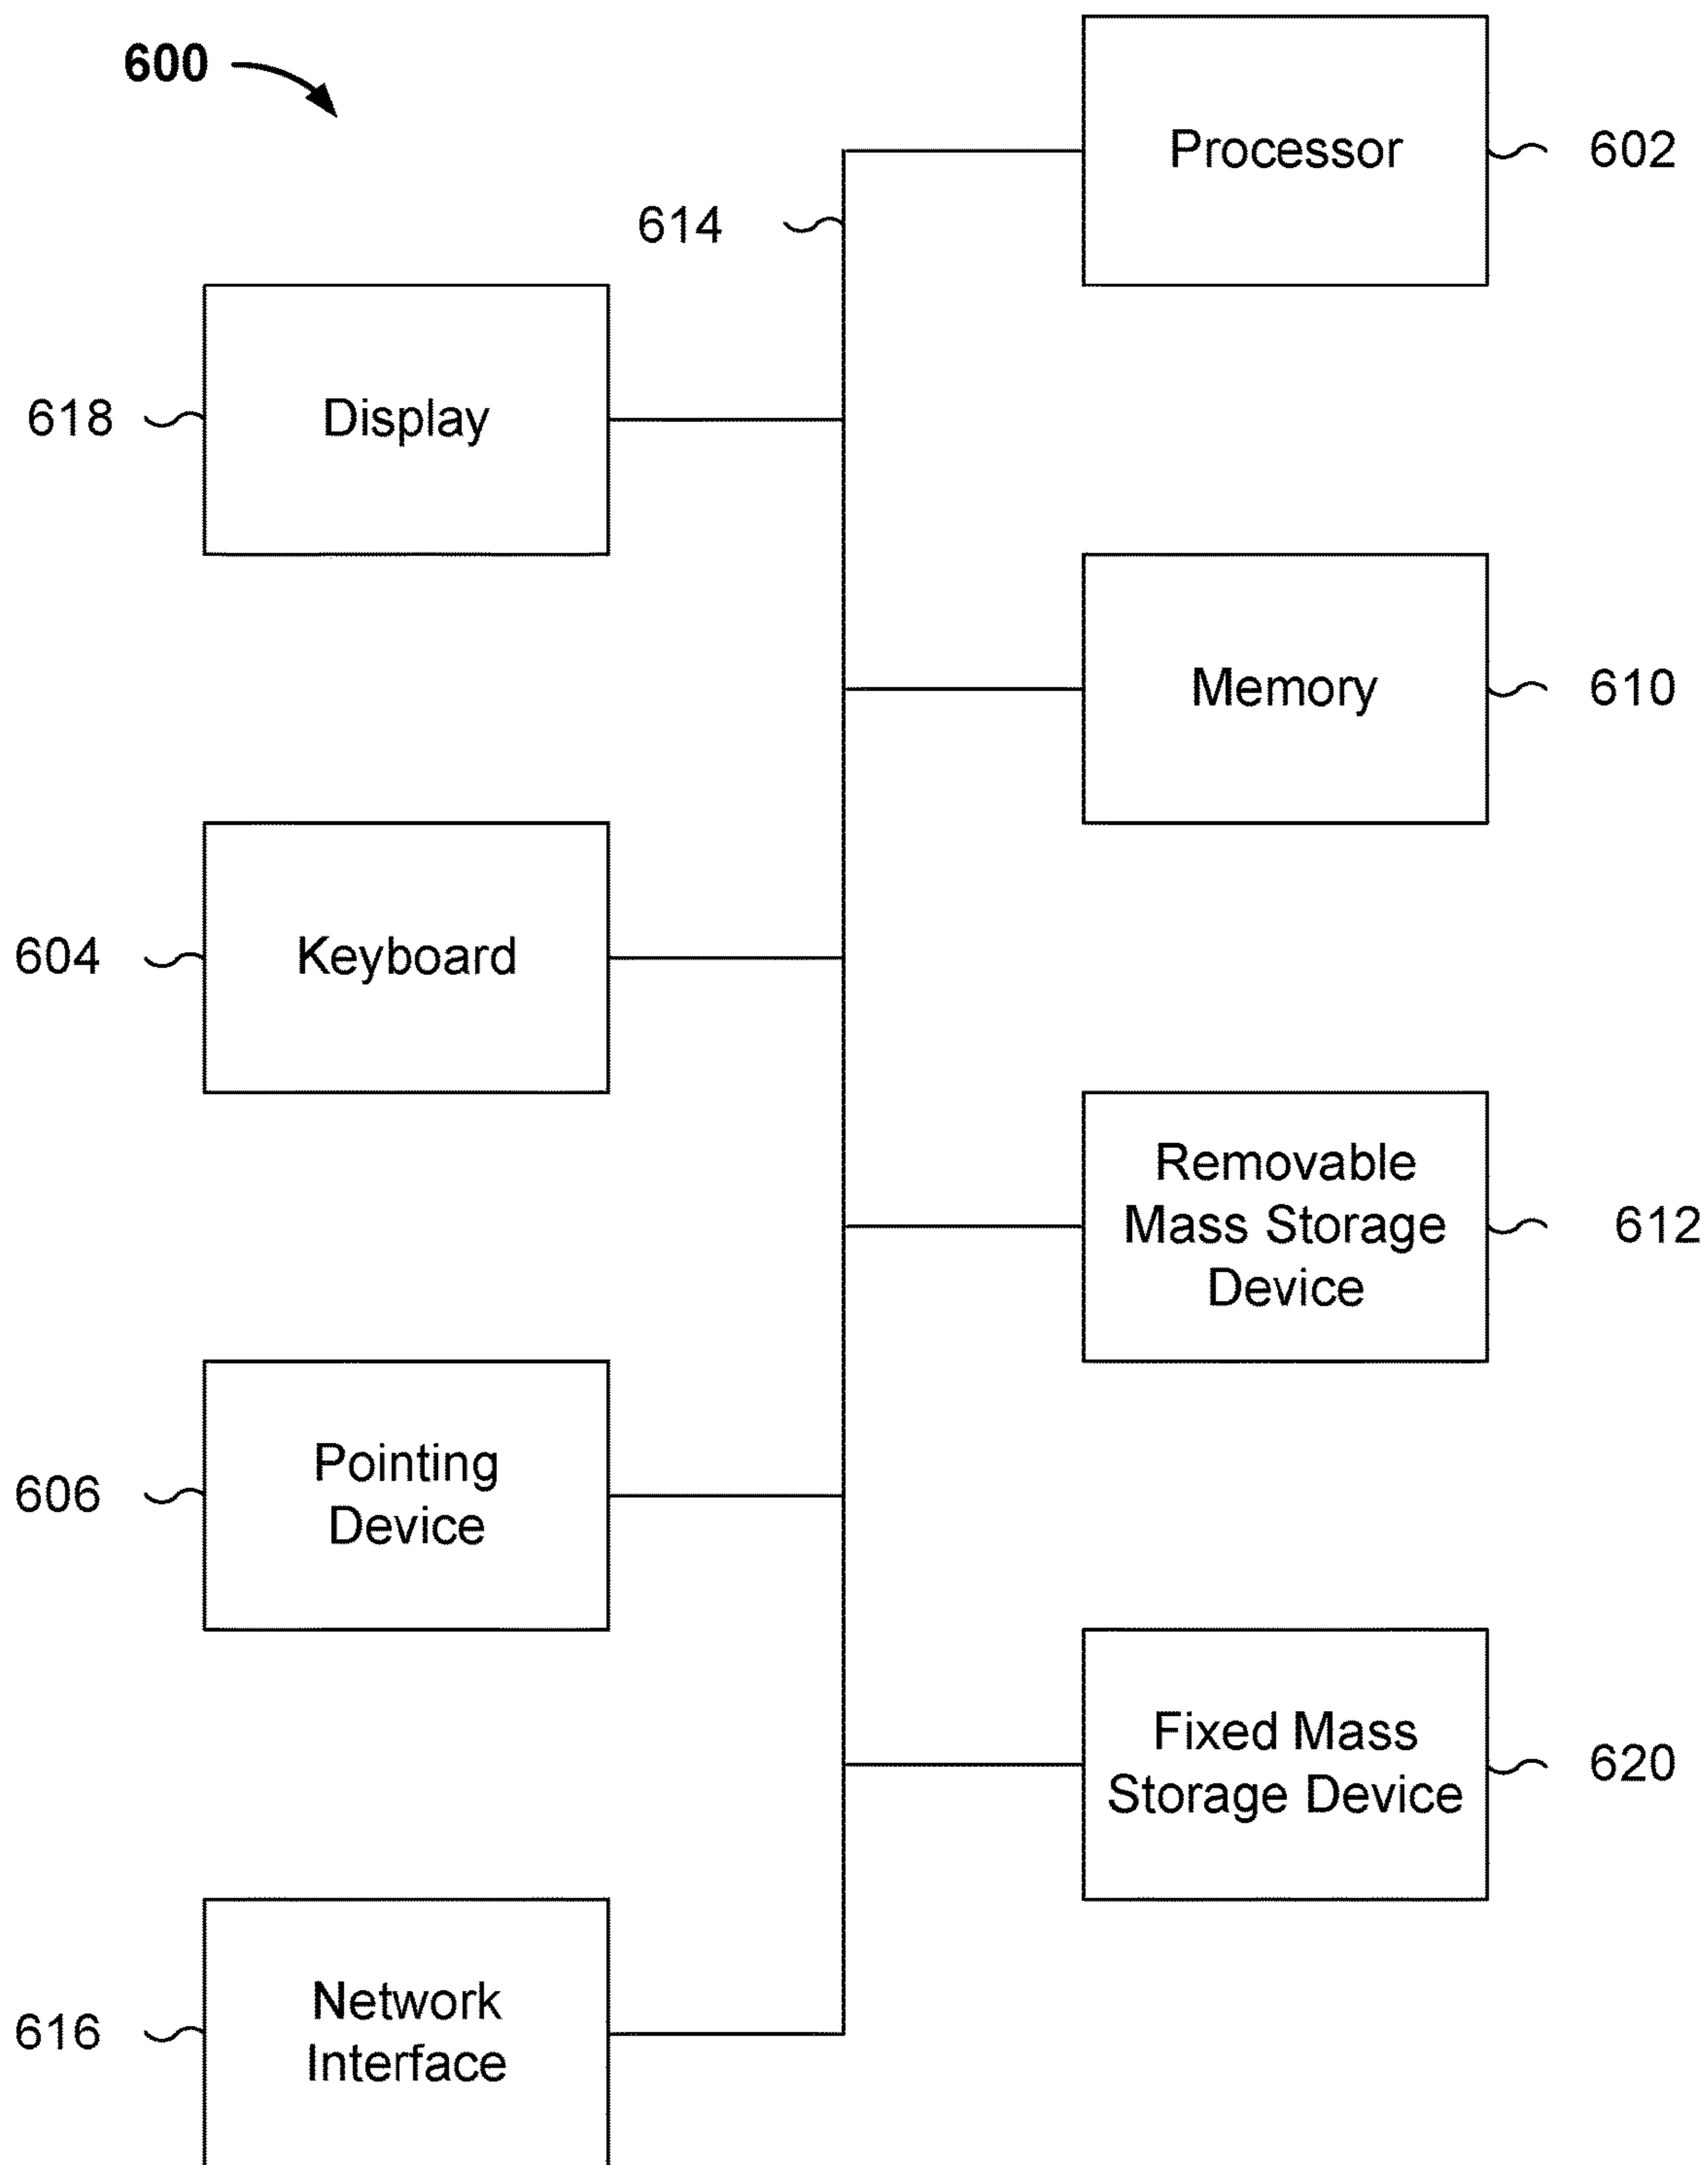 600
Processor
602
614
618
Display
Memory
610
604
Keyboard
Removable
Mass Storage
Device
612
606
Pointing
Device
Fixed Mass
Storage Device
620
616
Network
Interface